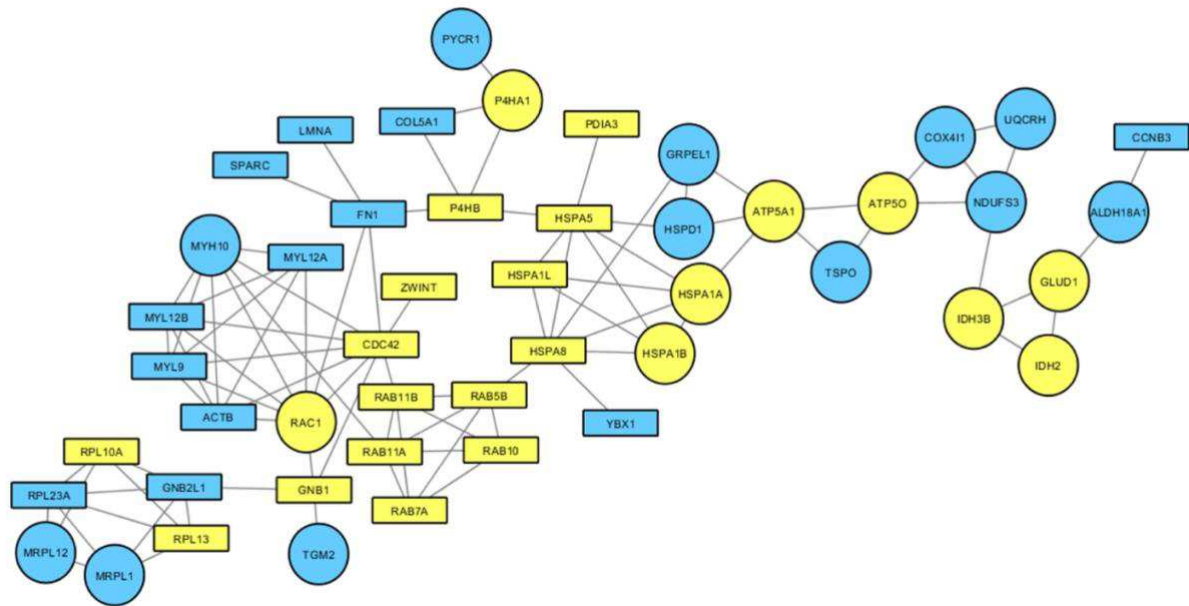 PYCR1
P4HA1
COL5A1
PDIA3
LMNA
SPARC
FN1
P4HB
HSPA5
GRPEL1
HSPD1
ATP5A1
ATP5O
COX4I1
UQCRH
NDUFS3
CCNB3
ALDH18A1
TSPO
GLUD1
IDH3B
IDH2
MYH10
MYL12A
ZWINT
HSPA1L
HSPA1A
MYL12B
CDC42
HSPA8
HSPA1B
MYL9
RAB11B
RAB5B
YBX1
ACTB
RAC1
RAB11A
RAB10
RPL10A
RPL23A
GNB2L1
GNB1
RAB7A
RPL13
MRPL12
MRPL1
TGM2